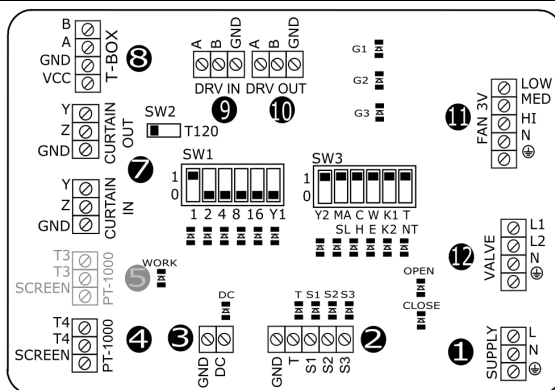 B
A
GND
VCC
T-BOX
8
A
B
GND
A
B
GND
DRV IN
DRV OUT
9
10
G1
G2
G3
LOW
MED
HI
N
FAN 3V
11
Y
Z
GND
CURTAIN
OUT
7
SW2
T120
SW1
1
0
1 2 4 8 16 Y1
SW3
1
0
Y2 MA C W K1 T
SL H E K2 NT
Y
Z
GND
CURTAIN
IN
L1
L2
N
VALVE
12
T3
T3
SCREEN
PT-1000
5
WORK
OPEN
CLOSE
T4
T4
SCREEN
PT-1000
4
3
DC
GND
DC
T S1 S2 S3
GND
T
S1
S2
S3
2
1
SUPPLY
L
N